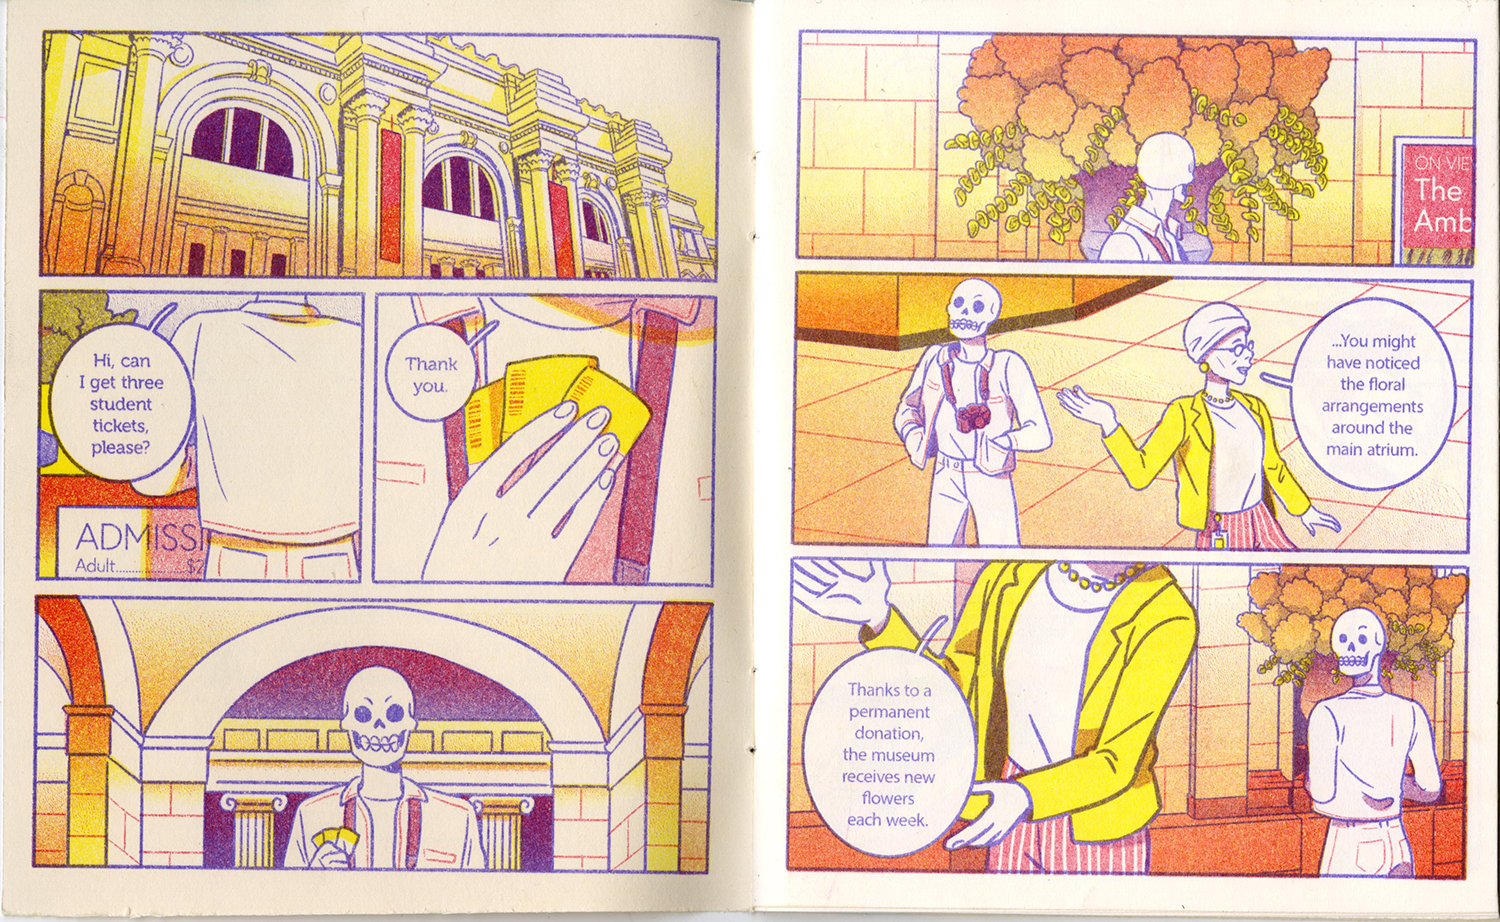 Hi, can
I get three
student
tickets,
please?
ADMISSI
Adult..................$2
Thank
you.
ON VIE
The
Amb
...You might
have noticed
the floral
arrangements
around the
main atrium.
Thanks to a
permanent
donation,
the museum
receives new
flowers
each week.